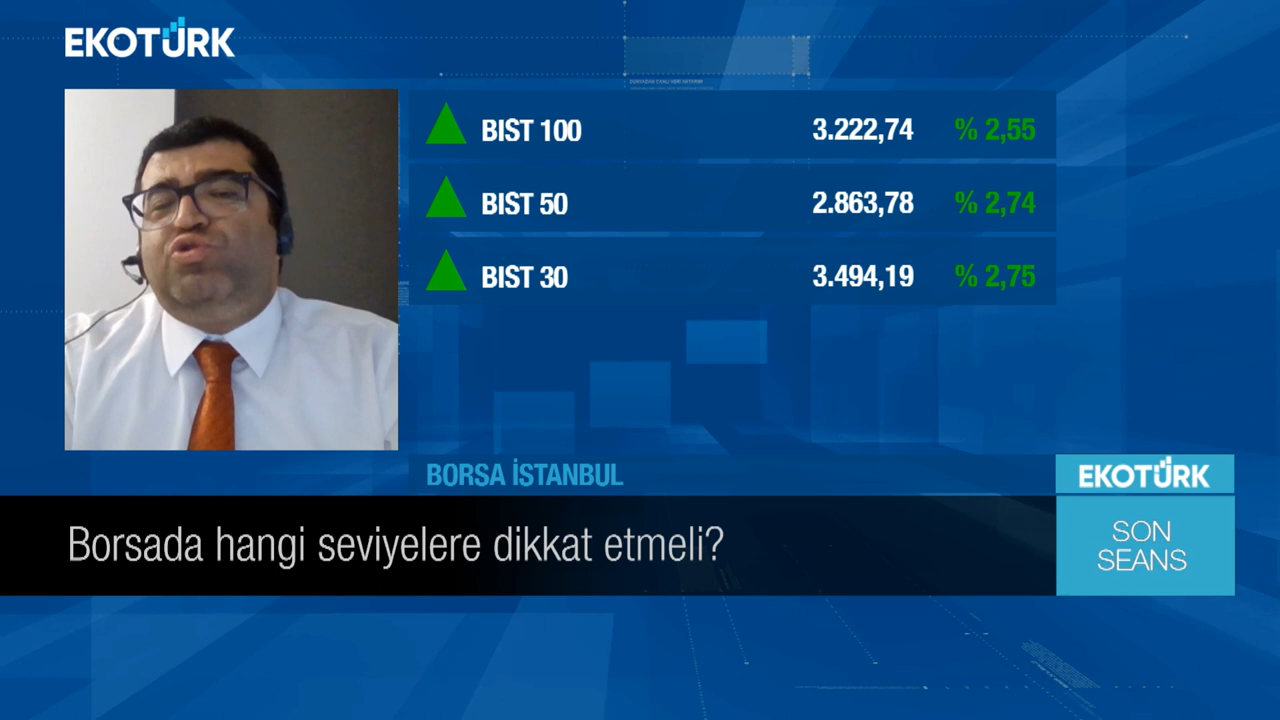 EKOTÜRK
BIST 100 3.222,74 % 2,55
BIST 50 2.863,78 % 2,74
BIST 30 3.494,19 % 2,75
BORSA İSTANBUL
Borsada hangi seviyelere dikkat etmeli?
EKOTÜRK
SON
SEANS